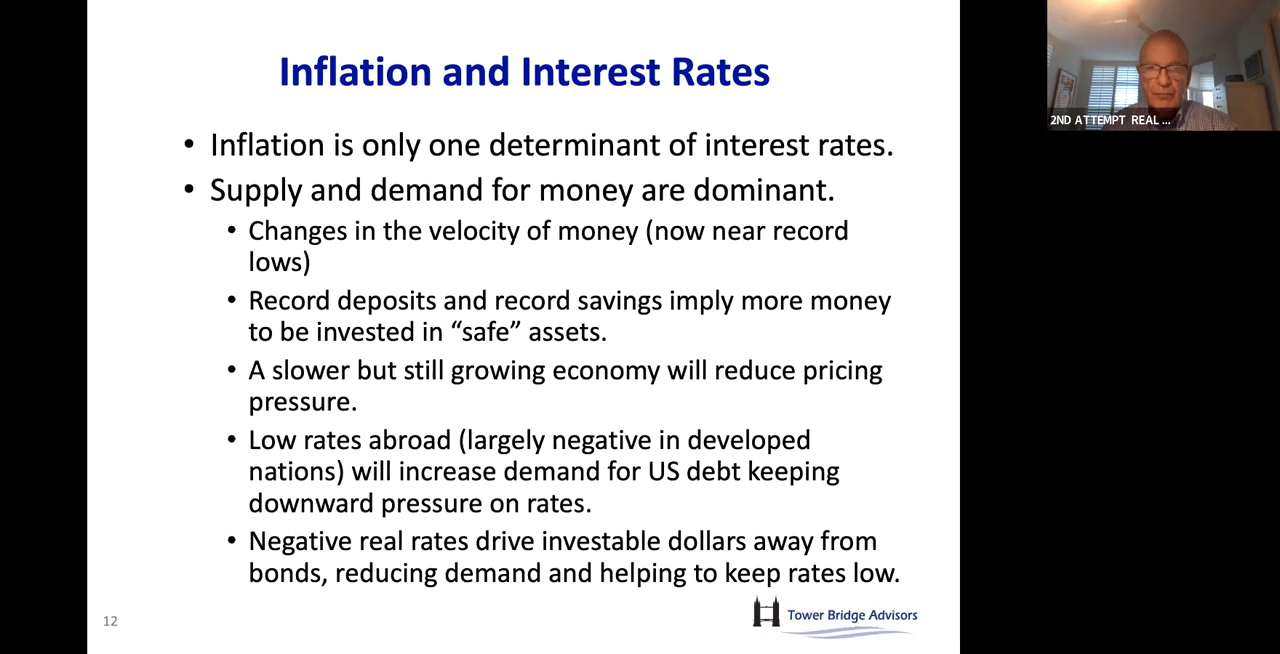 Inflation and Interest Rates
• Inflation is only one determinant of interest rates.
• Supply and demand for money are dominant.
• Changes in the velocity of money (now near record
lows)
• Record deposits and record savings imply more money
to be invested in “safe” assets.
• A slower but still growing economy will reduce pricing
pressure.
• Low rates abroad (largely negative in developed
nations) will increase demand for US debt keeping
downward pressure on rates.
• Negative real rates drive investable dollars away from
bonds, reducing demand and helping to keep rates low.
12
Tower Bridge Advisors
2ND ATTEMPT REAL ...